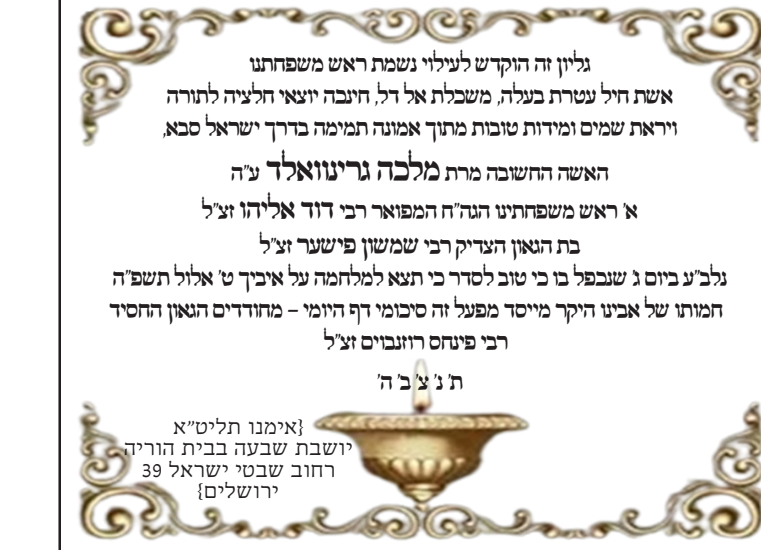 גליון זה הוקדש לעילוי נשמת ראש משפחתנו
אשת חיל עטרת בעלה, משכלת אל דל, חינכה יוצאי חלציה לתורה
ויראת שמים ומידות טובות מתוך אמונה תמימה בדרך ישראל סבא,
האשה החשובה מרת מלכה גרינוואלד ע״ה
א׳ ראש משפחתינו הגה״ח המפואר רבי דוד אליהו זצ״ל
בת הגאון הצדיק רבי שמשון פישער זצ״ל
נלב״ע ביום ג׳ שנכפל בו כי טוב לסדר כי תצא למלחמה על איביך ט׳ אלול תשפ״ה
חמותו של אבינו היקר מייסד מפעל זה סיכומי דף היומי – מחודדים הגאון החסיד
רבי פינחס רוזנבוים זצ״ל
ת׳ נ׳ צ׳ ב׳ ה׳
{אימנו תליט״א
יושבת שבעה בבית הוריה
רחוב שבטי ישראל 39
ירושלים}